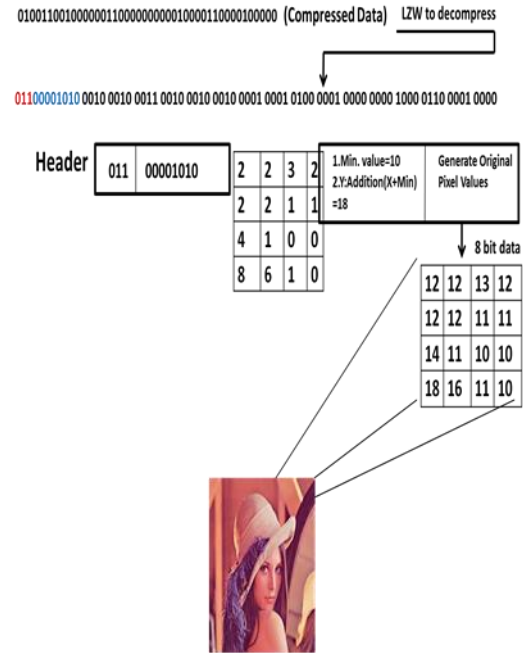 01001100100000011000000000010000110000100000 (Compressed Data) LZW to decompress
01100001010 0010 0010 0011 0010 0010 0010 0001 0001 0100 0001 0000 0000 1000 0110 0001 0000
Header 011 00001010
2 2 3 2
2 2 1 1
4 1 0 0
8 6 1 0
1.Min. value=10
2.Y:Addition(X+Min)
=18
Generate Original
Pixel Values
8 bit data
12 12 13 12
12 12 11 11
14 11 10 10
18 16 11 10